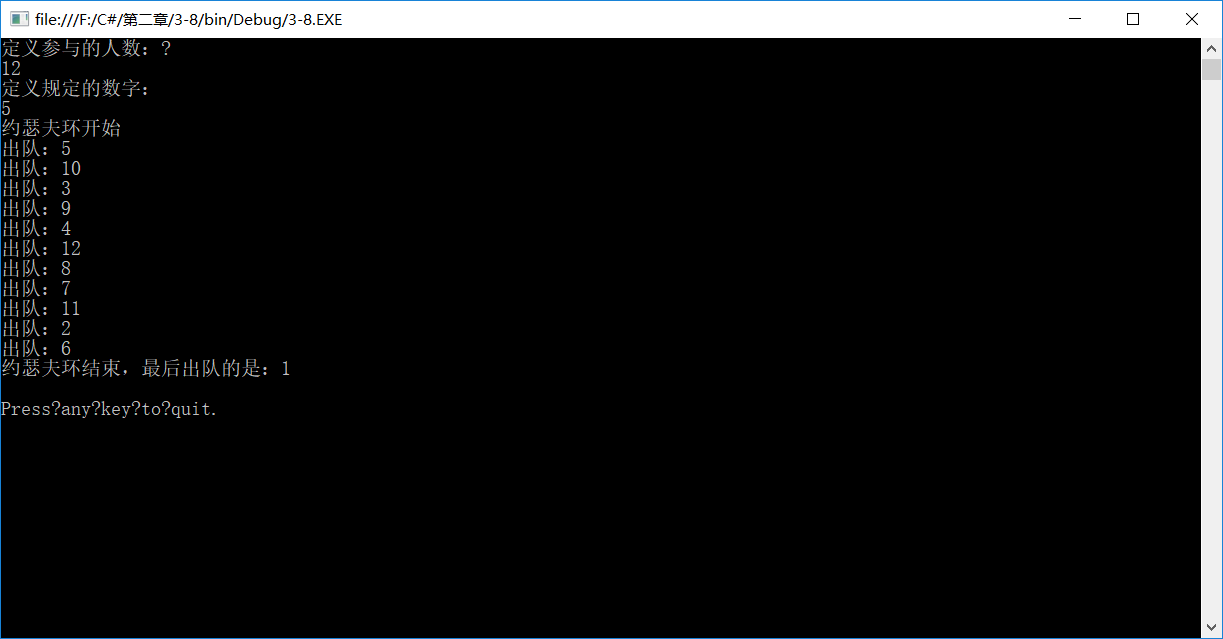 file:///F:/C#/第二章/3-8/bin/Debug/3-8.EXE
定义参与的人数：?
12
定义规定的数字：
5
约瑟夫环开始
出队：5
出队：10
出队：3
出队：9
出队：4
出队：12
出队：8
出队：7
出队：11
出队：2
出队：6
约瑟夫环结束，最后出队的是：1
Press?any?key?to?quit.